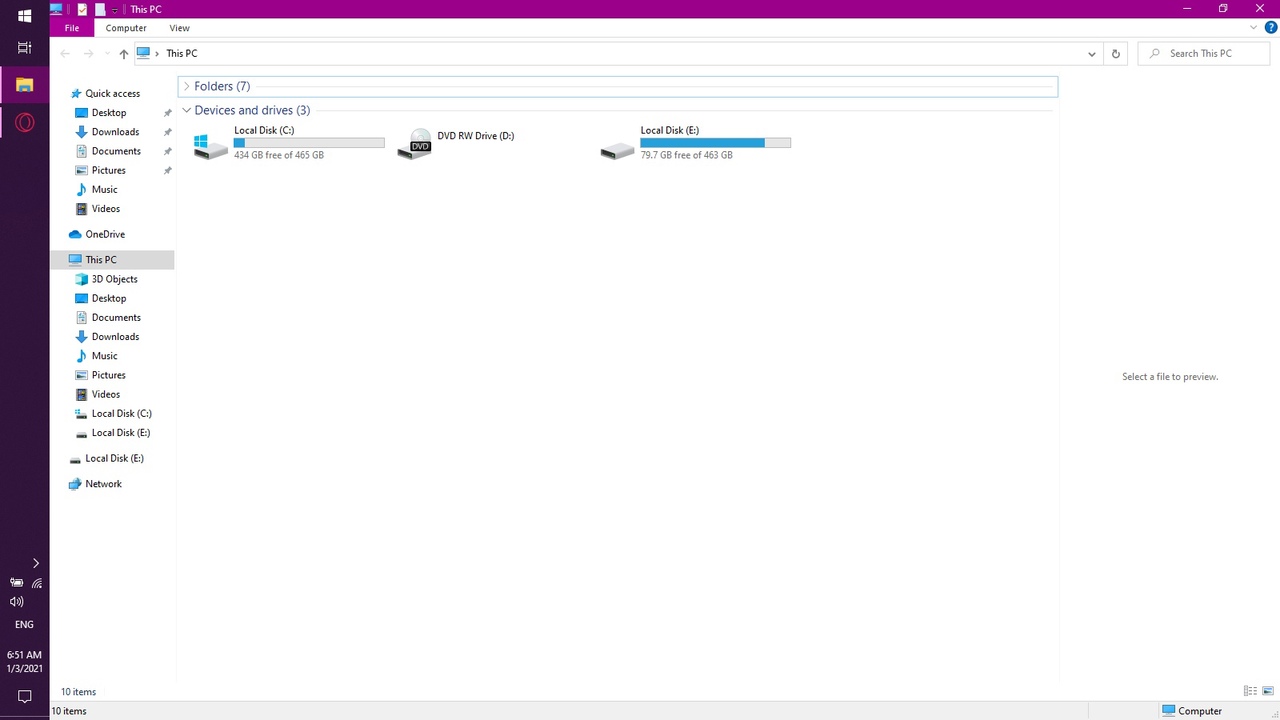 This PC
File
Computer
View
This PC
Search This PC
Quick access
Desktop
Downloads
Documents
Pictures
Music
Videos
OneDrive
This PC
3D Objects
Desktop
Documents
Downloads
Music
Pictures
Videos
Local Disk (C:)
Local Disk (E:)
Local Disk (E:)
Network
Folders (7)
Devices and drives (3)
Local Disk (C:)
434 GB free of 465 GB
DVD
DVD RW Drive (D:)
Local Disk (E:)
79.7 GB free of 463 GB
Select a file to preview.
ENG
6:51 AM
1/3/2021
10 items
10 items
Computer